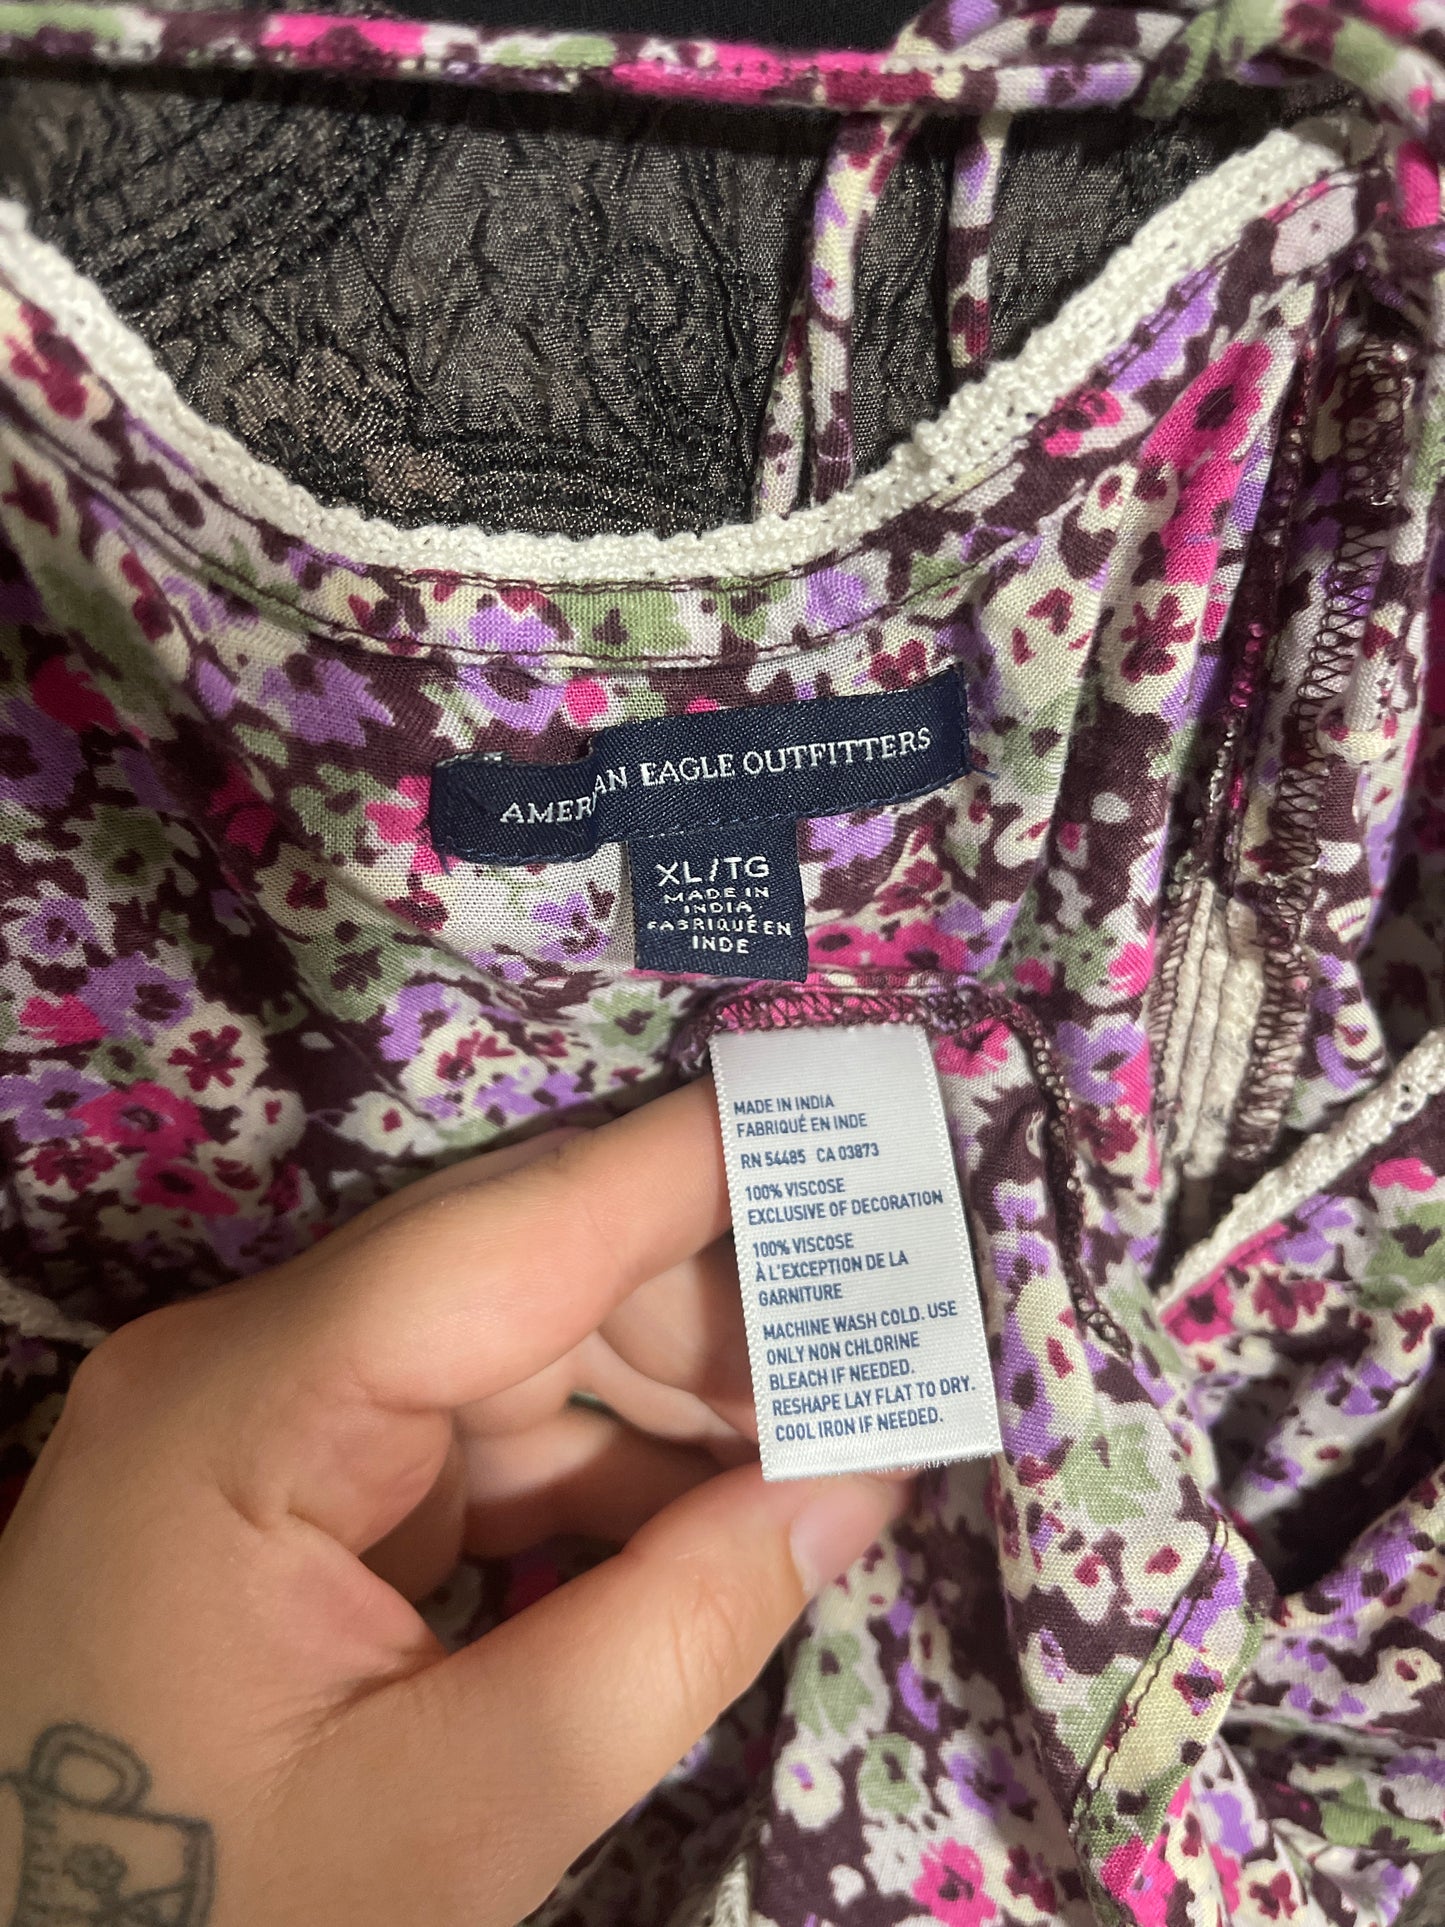 AMERICAN EAGLE OUTFITTERS
XL/TG
MADE IN
INDIA
FABRIQUÉ EN
INDE
MADE IN INDIA
FABRIQUÉ EN INDE
RN 54485 CA 03873
100% VISCOSE
EXCLUSIVE OF DECORATION
100% VISCOSE
À L'EXCEPTION DE LA
GARNITURE
MACHINE WASH COLD. USE
ONLY NON CHLORINE
BLEACH IF NEEDED.
RESHAPE LAY FLAT TO DRY.
COOL IRON IF NEEDED.